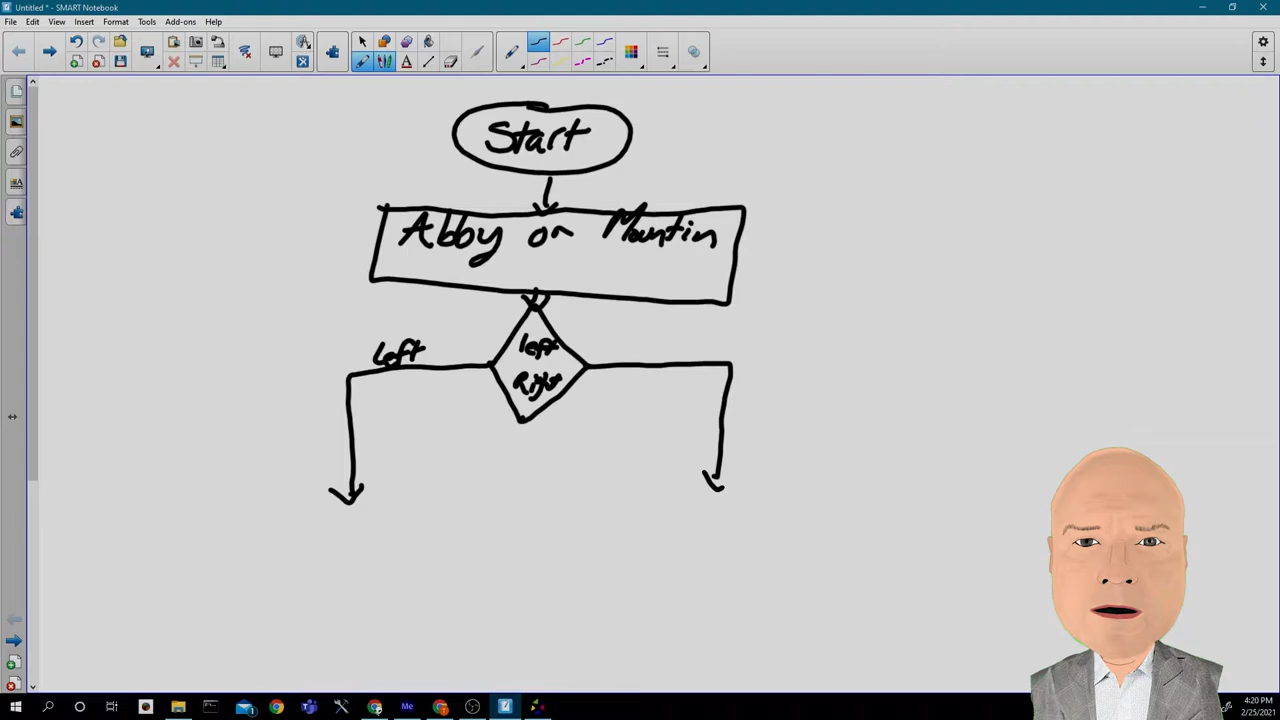 Untitled * - SMART Notebook
File Edit View Insert Format Tools Add-ons Help
Start
Abby on Mountin
left
Right
Left
4:20 PM
2/25/2021